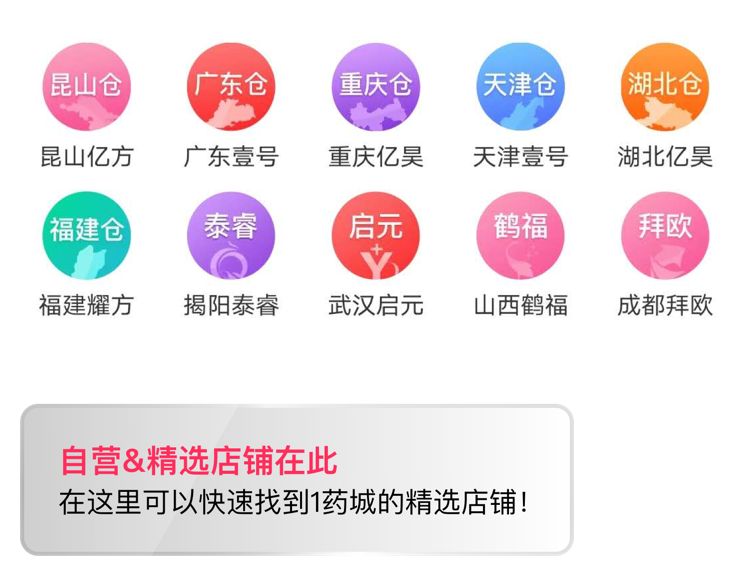 昆山仓 广东仓 重庆仓 天津仓 湖北仓
昆山亿方 广东壹号 重庆亿昊 天津壹号 湖北亿昊
福建仓 泰睿 启元 鹤福 拜欧
福建耀方 揭阳泰睿 武汉启元 山西鹤福 成都拜欧
自营&精选店铺在此
在这里可以快速找到1药城的精选店铺!